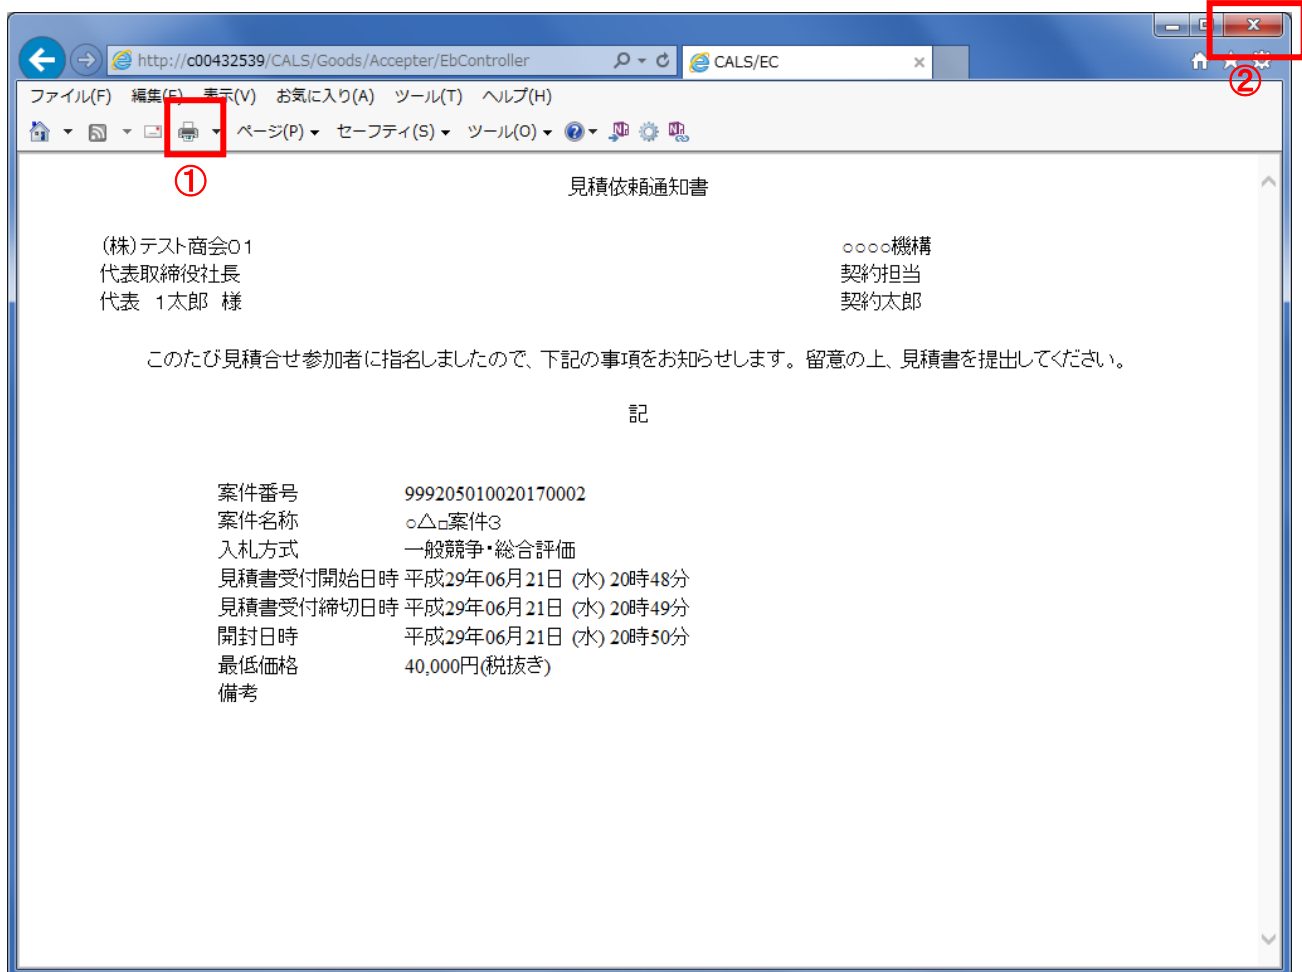 ②
http://c00432539/CALS/Goods/Accepter/EbController
CALS/EC
ファイル(F) 編集(E) 表示(V) お気に入り(A) ツール(T) ヘルプ(H)
ページ(P) セーフティ(S) ツール(O)
①
見積依頼通知書
(株)テスト商会01 ○○○○機構
代表取締役社長 契約担当
代表 1太郎 様 契約太郎
このたび見積合せ参加者に指名しましたので、下記の事項をお知らせします。留意の上、見積書を提出してください。
記
案件番号 999205010020170002
案件名称 ○△□案件3
入札方式 一般競争・総合評価
見積書受付開始日時 平成29年06月21日 (水) 20時48分
見積書受付締切日時 平成29年06月21日 (水) 20時49分
開封日時 平成29年06月21日 (水) 20時50分
最低価格 40,000円(税抜き)
備考